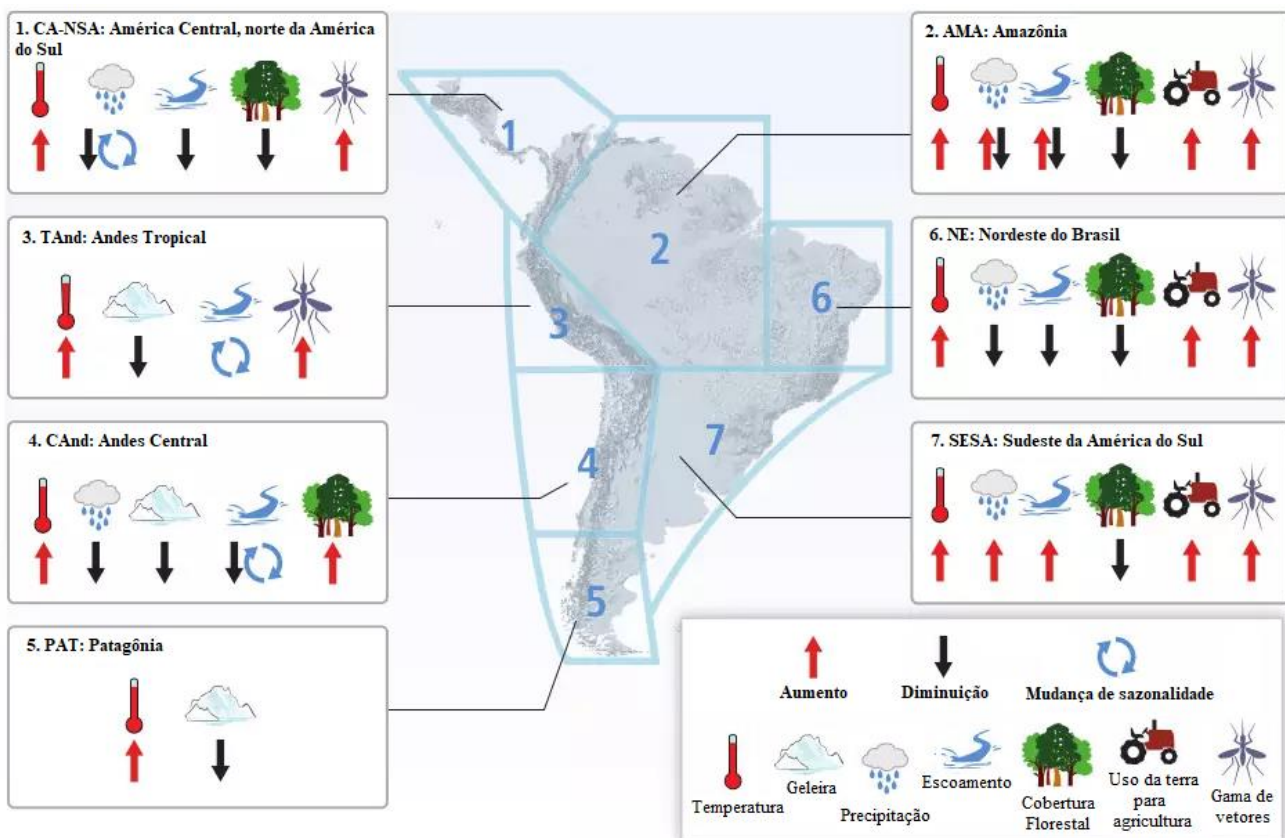 1. CA-NSA: América Central, norte da América
do Sul
2. AMA: Amazônia
3. TAnd: Andes Tropical
6. NE: Nordeste do Brasil
4. CAnd: Andes Central
7. SESA: Sudeste da América do Sul
5. PAT: Patagônia
1
2
3
4
5
6
7
Aumento
Diminuição
Mudança de sazonalidade
Temperatura
Geleira
Precipitação
Escoamento
Cobertura
Florestal
Uso da terra
para
agricultura
Gama de
vetores